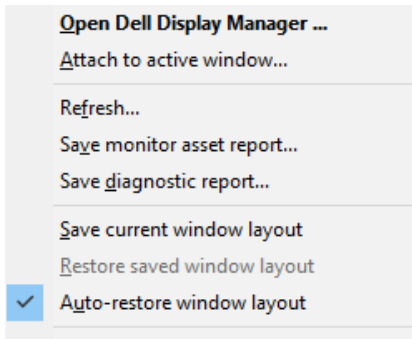 Open Dell Display Manager ...
Attach to active window...
Refresh...
Save monitor asset report...
Save diagnostic report...
Save current window layout
Restore saved window layout
Auto-restore window layout